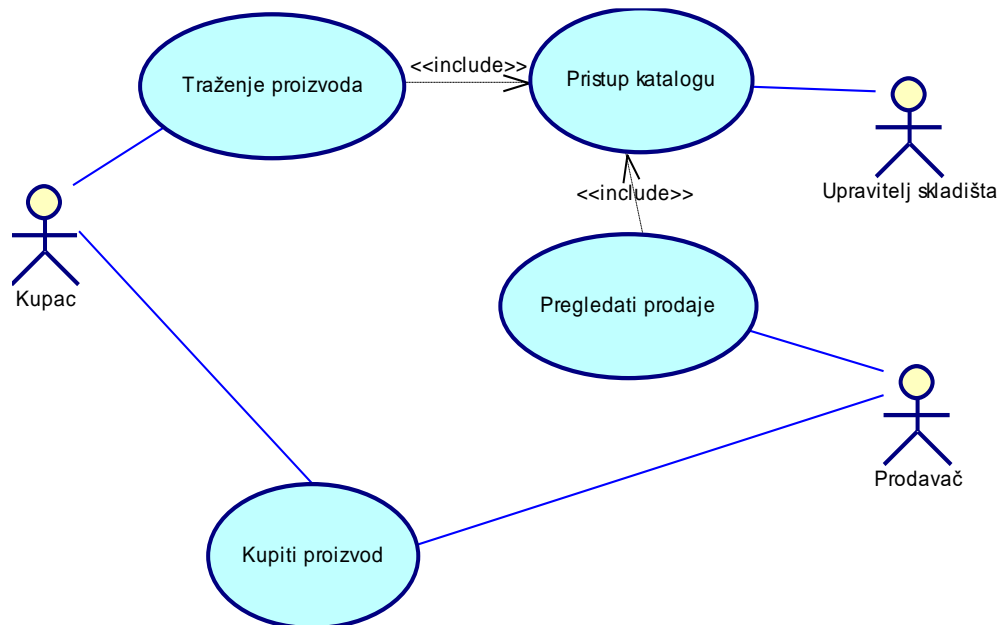 Traženje proizvoda
<<include>>
Pristup katalogu
Upravitelj skladišta
<<include>>
Kupac
Pregledati prodaje
Prodavač
Kupiti proizvod